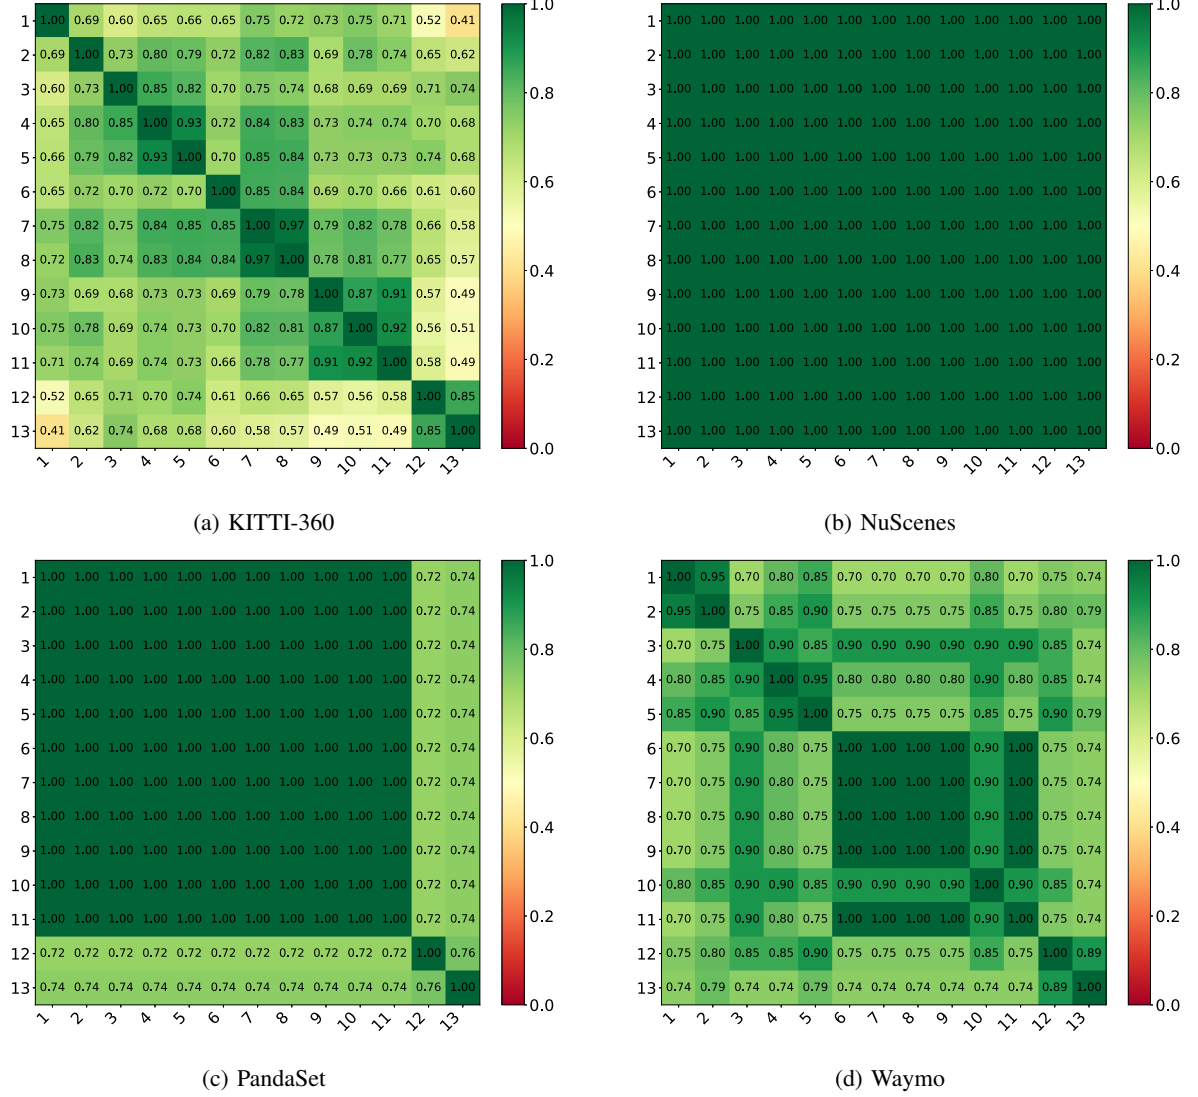 1 1.00 0.69 0.60 0.65 0.66 0.65 0.75 0.72 0.73 0.75 0.71 0.52 0.41
2 0.69 1.00 0.73 0.80 0.79 0.72 0.82 0.83 0.69 0.78 0.74 0.65 0.62
3 0.60 0.73 1.00 0.85 0.82 0.70 0.75 0.74 0.68 0.69 0.69 0.71 0.74
4 0.65 0.80 0.85 1.00 0.93 0.72 0.84 0.83 0.73 0.74 0.74 0.70 0.68
5 0.66 0.79 0.82 0.93 1.00 0.70 0.85 0.84 0.73 0.73 0.73 0.74 0.68
6 0.65 0.72 0.70 0.72 0.70 1.00 0.85 0.84 0.69 0.70 0.66 0.61 0.60
7 0.75 0.82 0.75 0.84 0.85 0.85 1.00 0.97 0.79 0.82 0.78 0.66 0.58
8 0.72 0.83 0.74 0.83 0.84 0.84 0.97 1.00 0.78 0.81 0.77 0.65 0.57
9 0.73 0.69 0.68 0.73 0.73 0.69 0.79 0.78 1.00 0.87 0.91 0.57 0.49
10 0.75 0.78 0.69 0.74 0.73 0.70 0.82 0.81 0.87 1.00 0.92 0.56 0.51
11 0.71 0.74 0.69 0.74 0.73 0.66 0.78 0.77 0.91 0.92 1.00 0.58 0.49
12 0.52 0.65 0.71 0.70 0.74 0.61 0.66 0.65 0.57 0.56 0.58 1.00 0.85
13 0.41 0.62 0.74 0.68 0.68 0.60 0.58 0.57 0.49 0.51 0.49 0.85 1.00
1 2 3 4 5 6 7 8 9 10 11 12 13
1.0
0.8
0.6
0.4
0.2
0.0
(a) KITTI-360
1 1.00 1.00 1.00 1.00 1.00 1.00 1.00 1.00 1.00 1.00 1.00 1.00 1.00
2 1.00 1.00 1.00 1.00 1.00 1.00 1.00 1.00 1.00 1.00 1.00 1.00 1.00
3 1.00 1.00 1.00 1.00 1.00 1.00 1.00 1.00 1.00 1.00 1.00 1.00 1.00
4 1.00 1.00 1.00 1.00 1.00 1.00 1.00 1.00 1.00 1.00 1.00 1.00 1.00
5 1.00 1.00 1.00 1.00 1.00 1.00 1.00 1.00 1.00 1.00 1.00 1.00 1.00
6 1.00 1.00 1.00 1.00 1.00 1.00 1.00 1.00 1.00 1.00 1.00 1.00 1.00
7 1.00 1.00 1.00 1.00 1.00 1.00 1.00 1.00 1.00 1.00 1.00 1.00 1.00
8 1.00 1.00 1.00 1.00 1.00 1.00 1.00 1.00 1.00 1.00 1.00 1.00 1.00
9 1.00 1.00 1.00 1.00 1.00 1.00 1.00 1.00 1.00 1.00 1.00 1.00 1.00
10 1.00 1.00 1.00 1.00 1.00 1.00 1.00 1.00 1.00 1.00 1.00 1.00 1.00
11 1.00 1.00 1.00 1.00 1.00 1.00 1.00 1.00 1.00 1.00 1.00 1.00 1.00
12 1.00 1.00 1.00 1.00 1.00 1.00 1.00 1.00 1.00 1.00 1.00 1.00 1.00
13 1.00 1.00 1.00 1.00 1.00 1.00 1.00 1.00 1.00 1.00 1.00 1.00 1.00
1 2 3 4 5 6 7 8 9 10 11 12 13
1.0
0.8
0.6
0.4
0.2
0.0
(b) NuScenes
1 1.00 1.00 1.00 1.00 1.00 1.00 1.00 1.00 1.00 1.00 1.00 0.72 0.74
2 1.00 1.00 1.00 1.00 1.00 1.00 1.00 1.00 1.00 1.00 1.00 0.72 0.74
3 1.00 1.00 1.00 1.00 1.00 1.00 1.00 1.00 1.00 1.00 1.00 0.72 0.74
4 1.00 1.00 1.00 1.00 1.00 1.00 1.00 1.00 1.00 1.00 1.00 0.72 0.74
5 1.00 1.00 1.00 1.00 1.00 1.00 1.00 1.00 1.00 1.00 1.00 0.72 0.74
6 1.00 1.00 1.00 1.00 1.00 1.00 1.00 1.00 1.00 1.00 1.00 0.72 0.74
7 1.00 1.00 1.00 1.00 1.00 1.00 1.00 1.00 1.00 1.00 1.00 0.72 0.74
8 1.00 1.00 1.00 1.00 1.00 1.00 1.00 1.00 1.00 1.00 1.00 0.72 0.74
9 1.00 1.00 1.00 1.00 1.00 1.00 1.00 1.00 1.00 1.00 1.00 0.72 0.74
10 1.00 1.00 1.00 1.00 1.00 1.00 1.00 1.00 1.00 1.00 1.00 0.72 0.74
11 1.00 1.00 1.00 1.00 1.00 1.00 1.00 1.00 1.00 1.00 1.00 0.72 0.74
12 0.72 0.72 0.72 0.72 0.72 0.72 0.72 0.72 0.72 0.72 0.72 1.00 0.76
13 0.74 0.74 0.74 0.74 0.74 0.74 0.74 0.74 0.74 0.74 0.74 0.76 1.00
1 2 3 4 5 6 7 8 9 10 11 12 13
1.0
0.8
0.6
0.4
0.2
0.0
(c) PandaSet
1 1.00 0.95 0.70 0.80 0.85 0.70 0.70 0.70 0.70 0.80 0.70 0.75 0.74
2 0.95 1.00 0.75 0.85 0.90 0.75 0.75 0.75 0.75 0.85 0.75 0.80 0.79
3 0.70 0.75 1.00 0.90 0.85 0.90 0.90 0.90 0.90 0.90 0.90 0.85 0.74
4 0.80 0.85 0.90 1.00 0.95 0.80 0.80 0.80 0.80 0.90 0.80 0.85 0.74
5 0.85 0.90 0.85 0.95 1.00 0.75 0.75 0.75 0.75 0.85 0.75 0.90 0.79
6 0.70 0.75 0.90 0.80 0.75 1.00 1.00 1.00 1.00 0.90 1.00 0.75 0.74
7 0.70 0.75 0.90 0.80 0.75 1.00 1.00 1.00 1.00 0.90 1.00 0.75 0.74
8 0.70 0.75 0.90 0.80 0.75 1.00 1.00 1.00 1.00 0.90 1.00 0.75 0.74
9 0.70 0.75 0.90 0.80 0.75 1.00 1.00 1.00 1.00 0.90 1.00 0.75 0.74
10 0.80 0.85 0.90 0.90 0.85 0.90 0.90 0.90 0.90 1.00 0.90 0.85 0.74
11 0.70 0.75 0.90 0.80 0.75 1.00 1.00 1.00 1.00 0.90 1.00 0.75 0.74
12 0.75 0.80 0.85 0.85 0.90 0.75 0.75 0.75 0.75 0.85 0.75 1.00 0.89
13 0.74 0.79 0.74 0.74 0.79 0.74 0.74 0.74 0.74 0.74 0.74 0.89 1.00
1 2 3 4 5 6 7 8 9 10 11 12 13
1.0
0.8
0.6
0.4
0.2
0.0
(d) Waymo